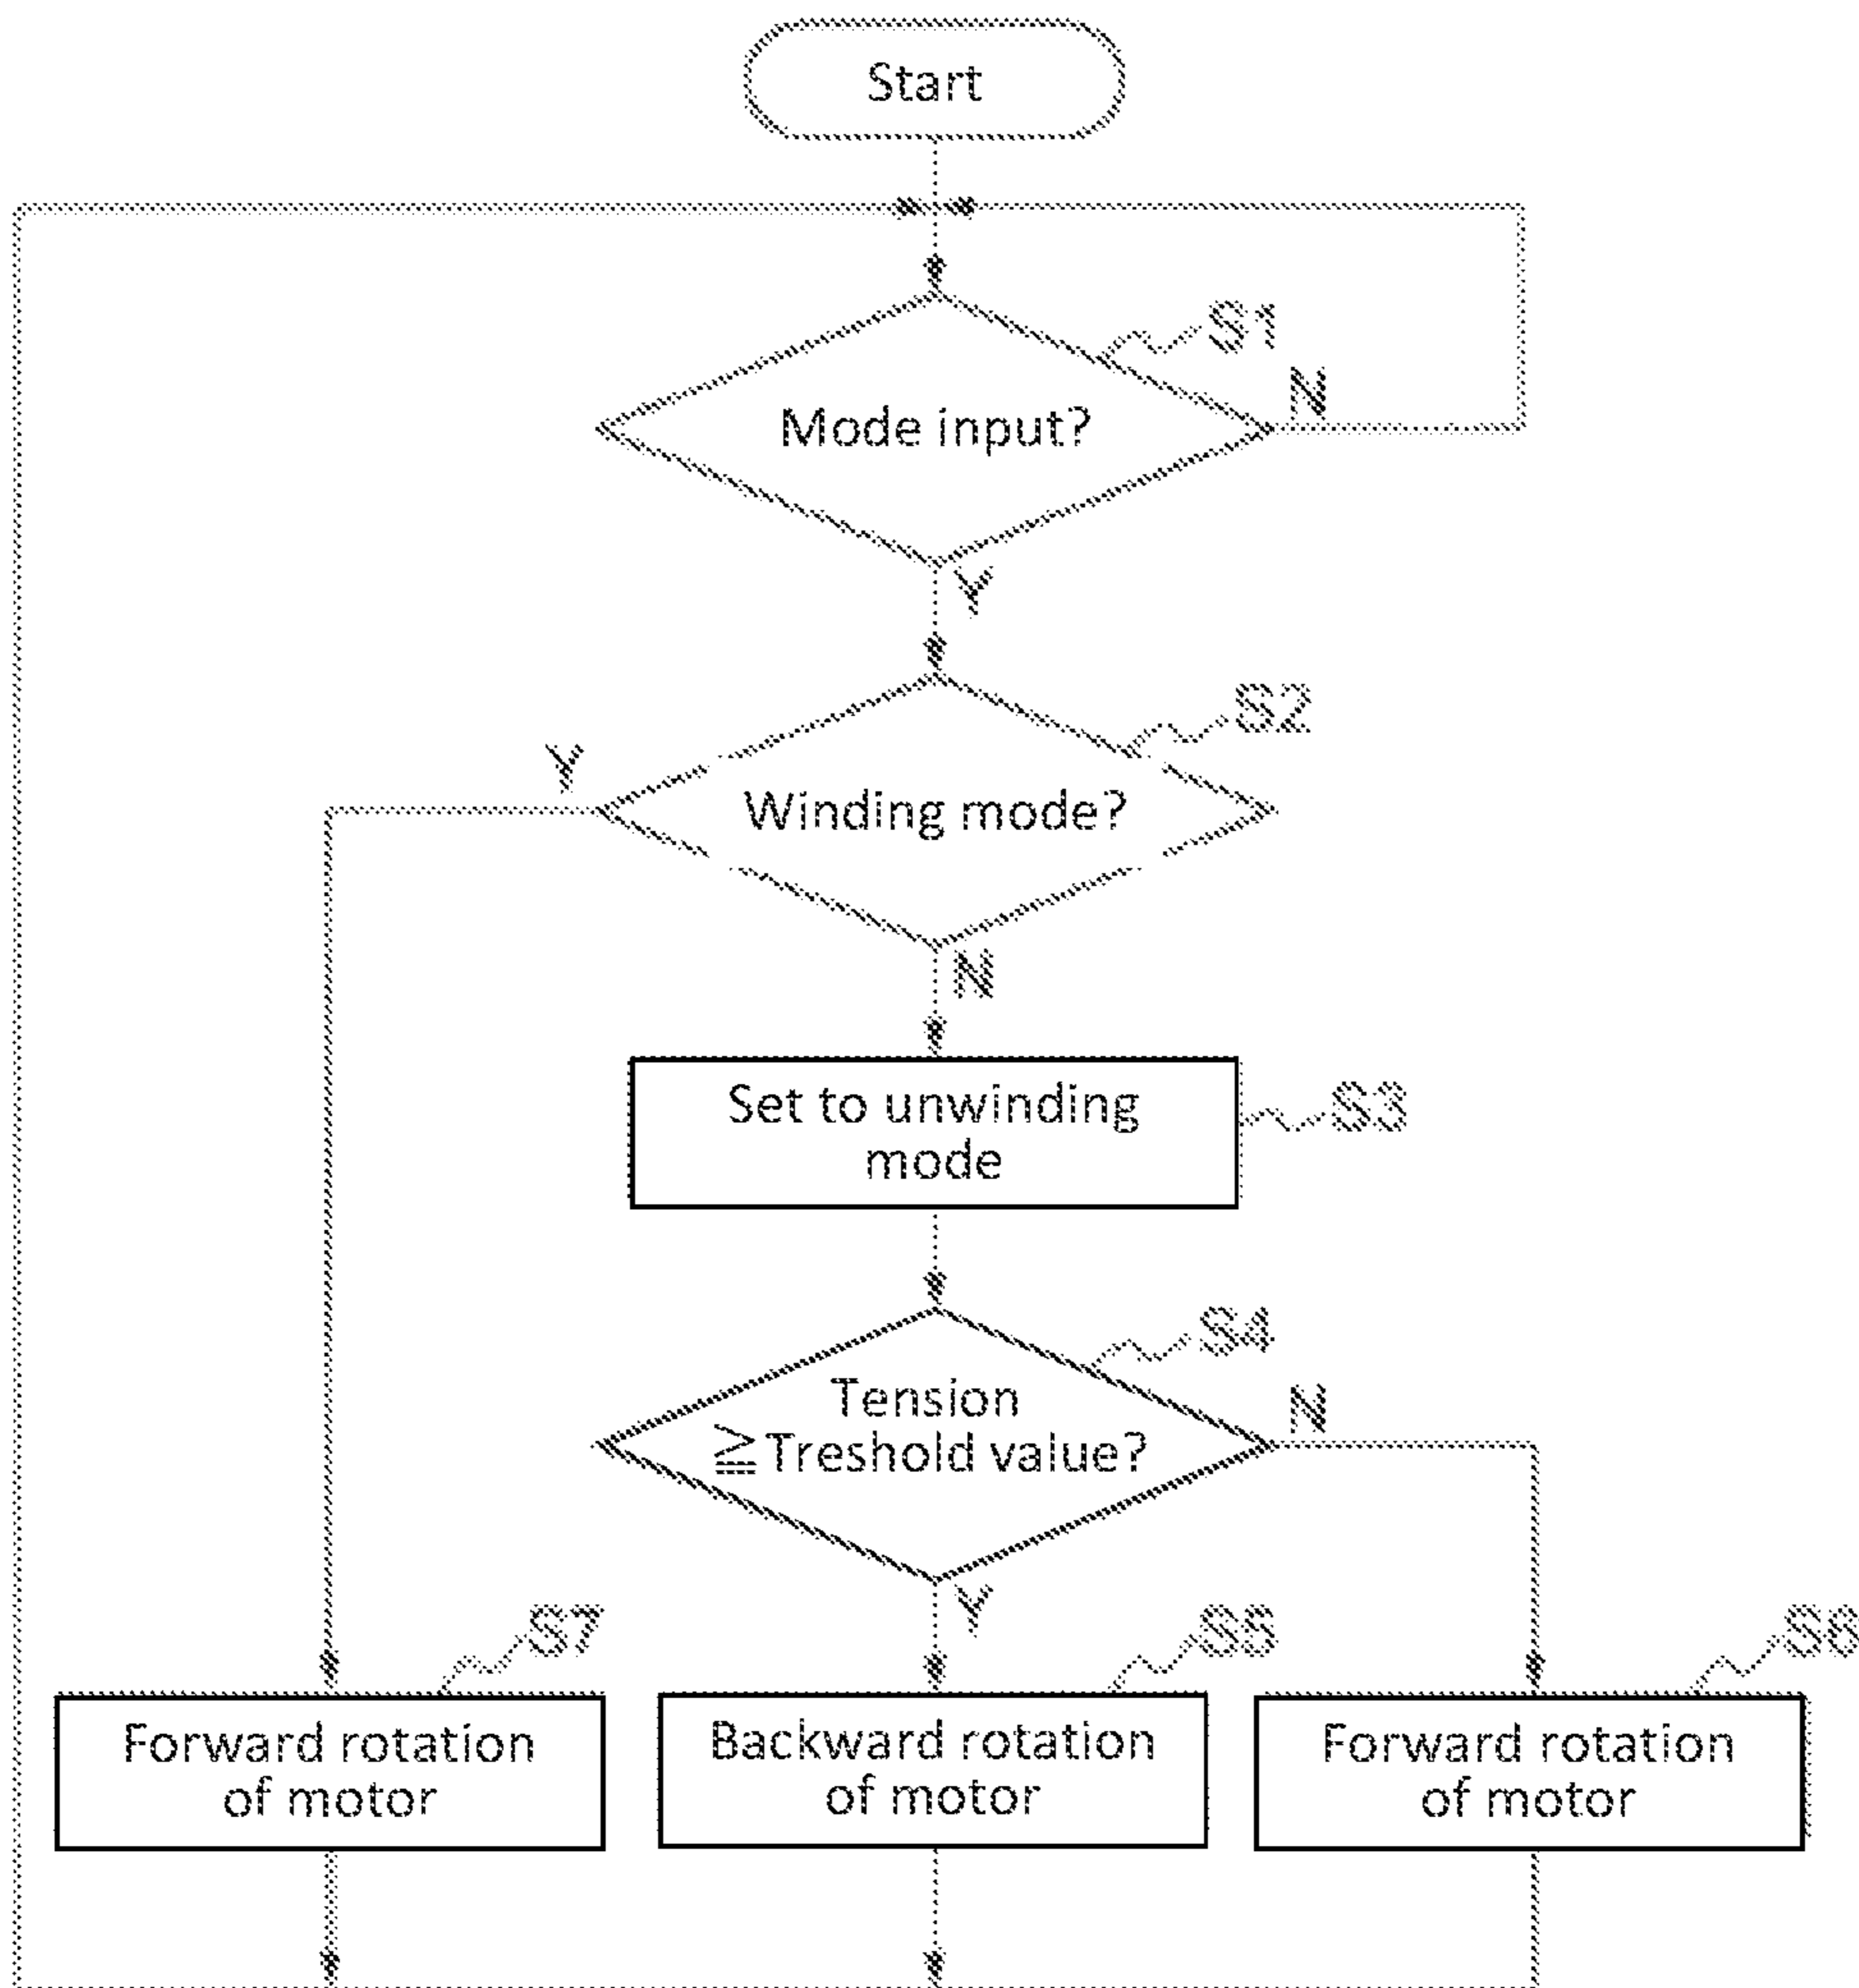 Start
S1
N
Mode input?
Y
S2
Y
Winding mode?
N
Set to unwinding
mode
S3
S4
Tension
N
≧Treshold value?
Y
S7
S5
S6
Forward rotation
of motor
Backward rotation
of motor
Forward rotation
of motor